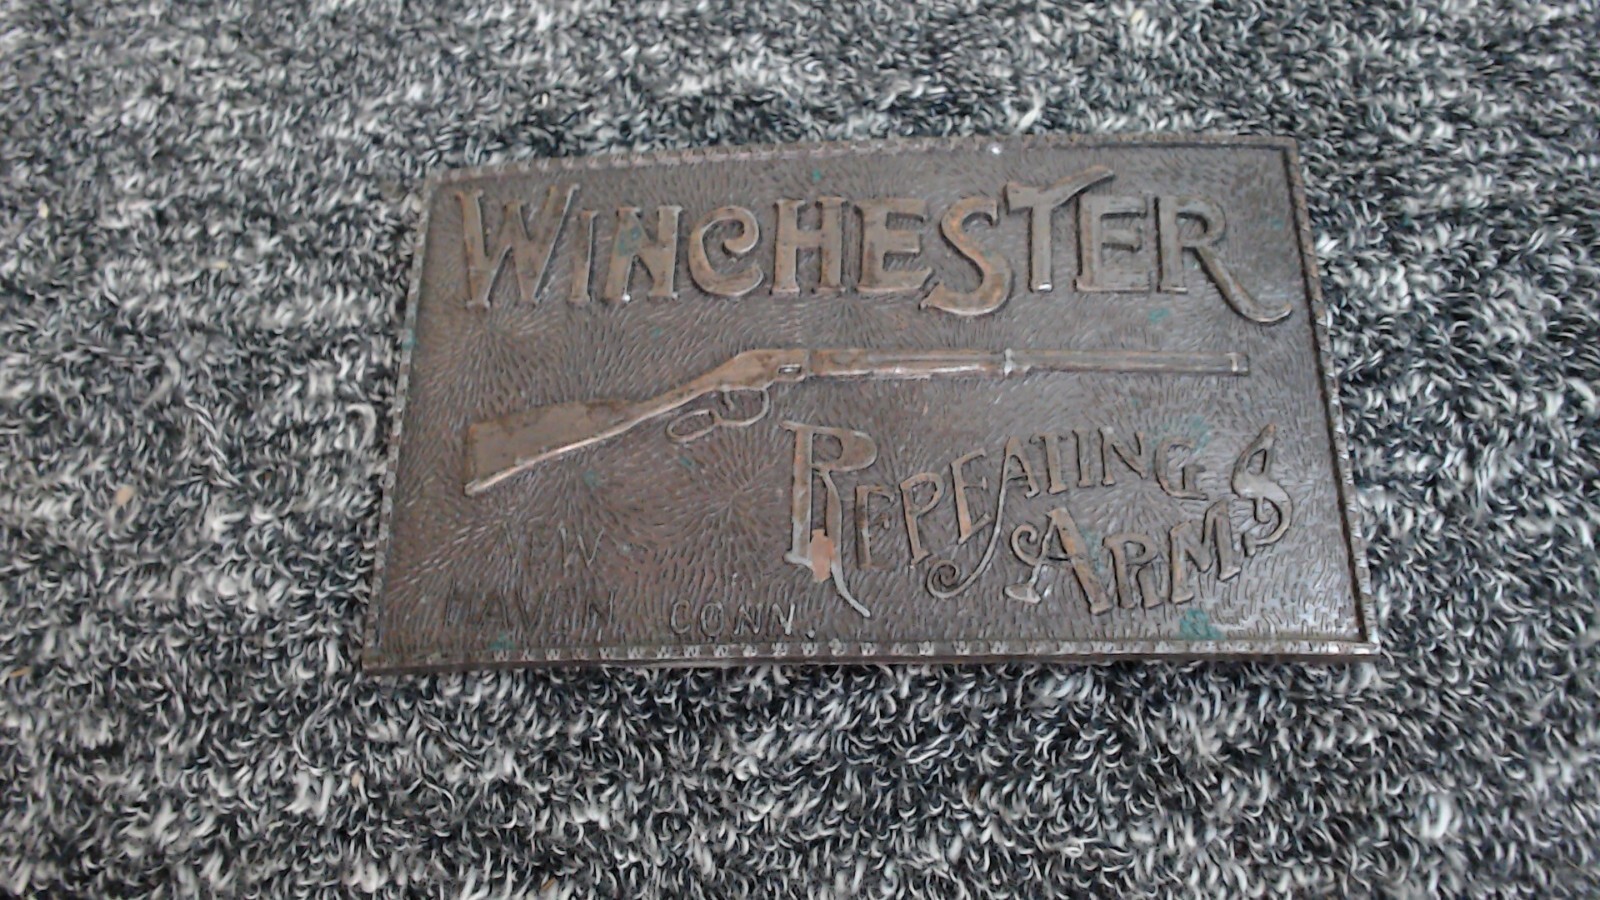 WINCHESTER
REPEATING
ARMS
NEW
HAVEN CONN.